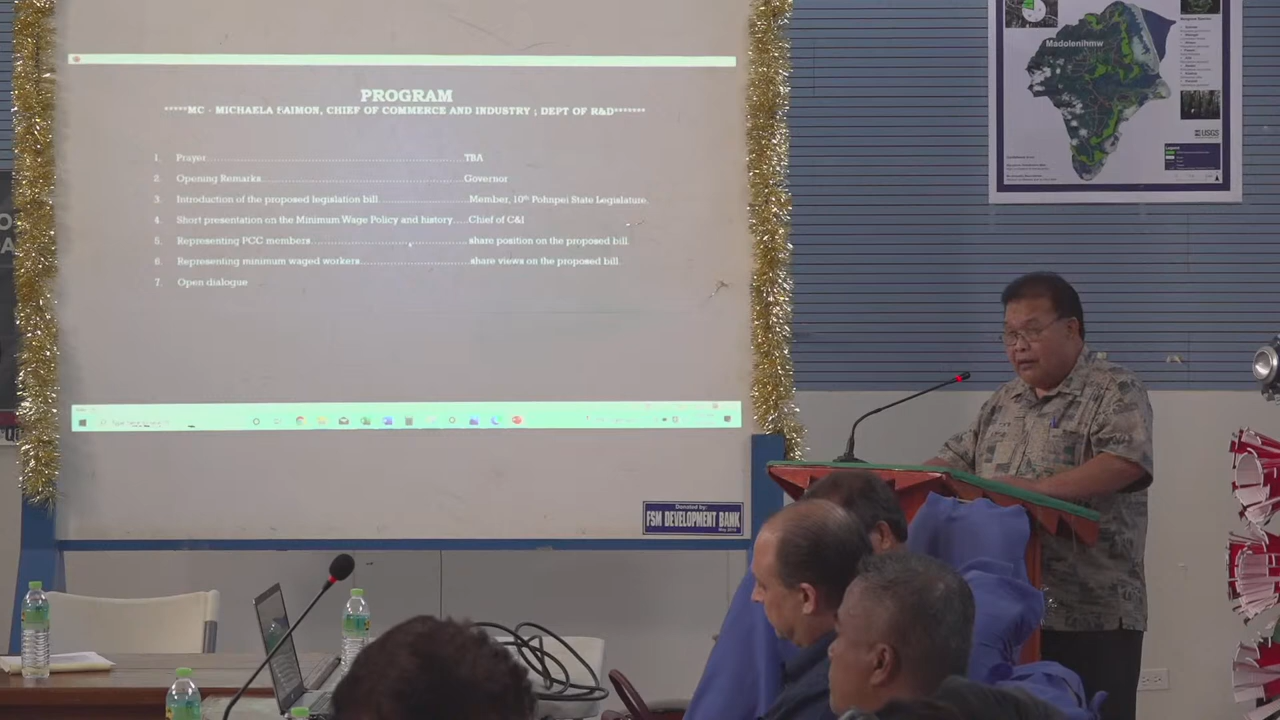 PROGRAM
*****MC - MICHAELA SAIMON, CHIEF OF COMMERCE AND INDUSTRY ; DEPT OF R&D******
1. Prayer..........................................................................TBA
2. Opening Remarks..........................................................Governor
3. Introduction of the proposed legislation bill..........................Member, 10th Pohnpei State Legislature.
4. Short presentation on the Minimum Wage Policy and history.....Chief of C&I
5. Representing PCC members..............................................share position on the proposed bill.
6. Representing minimum waged workers................................share views on the proposed bill.
7. Open dialogue
Donated by:
FSM DEVELOPMENT BANK
Madolenihmw
USGS
Legend